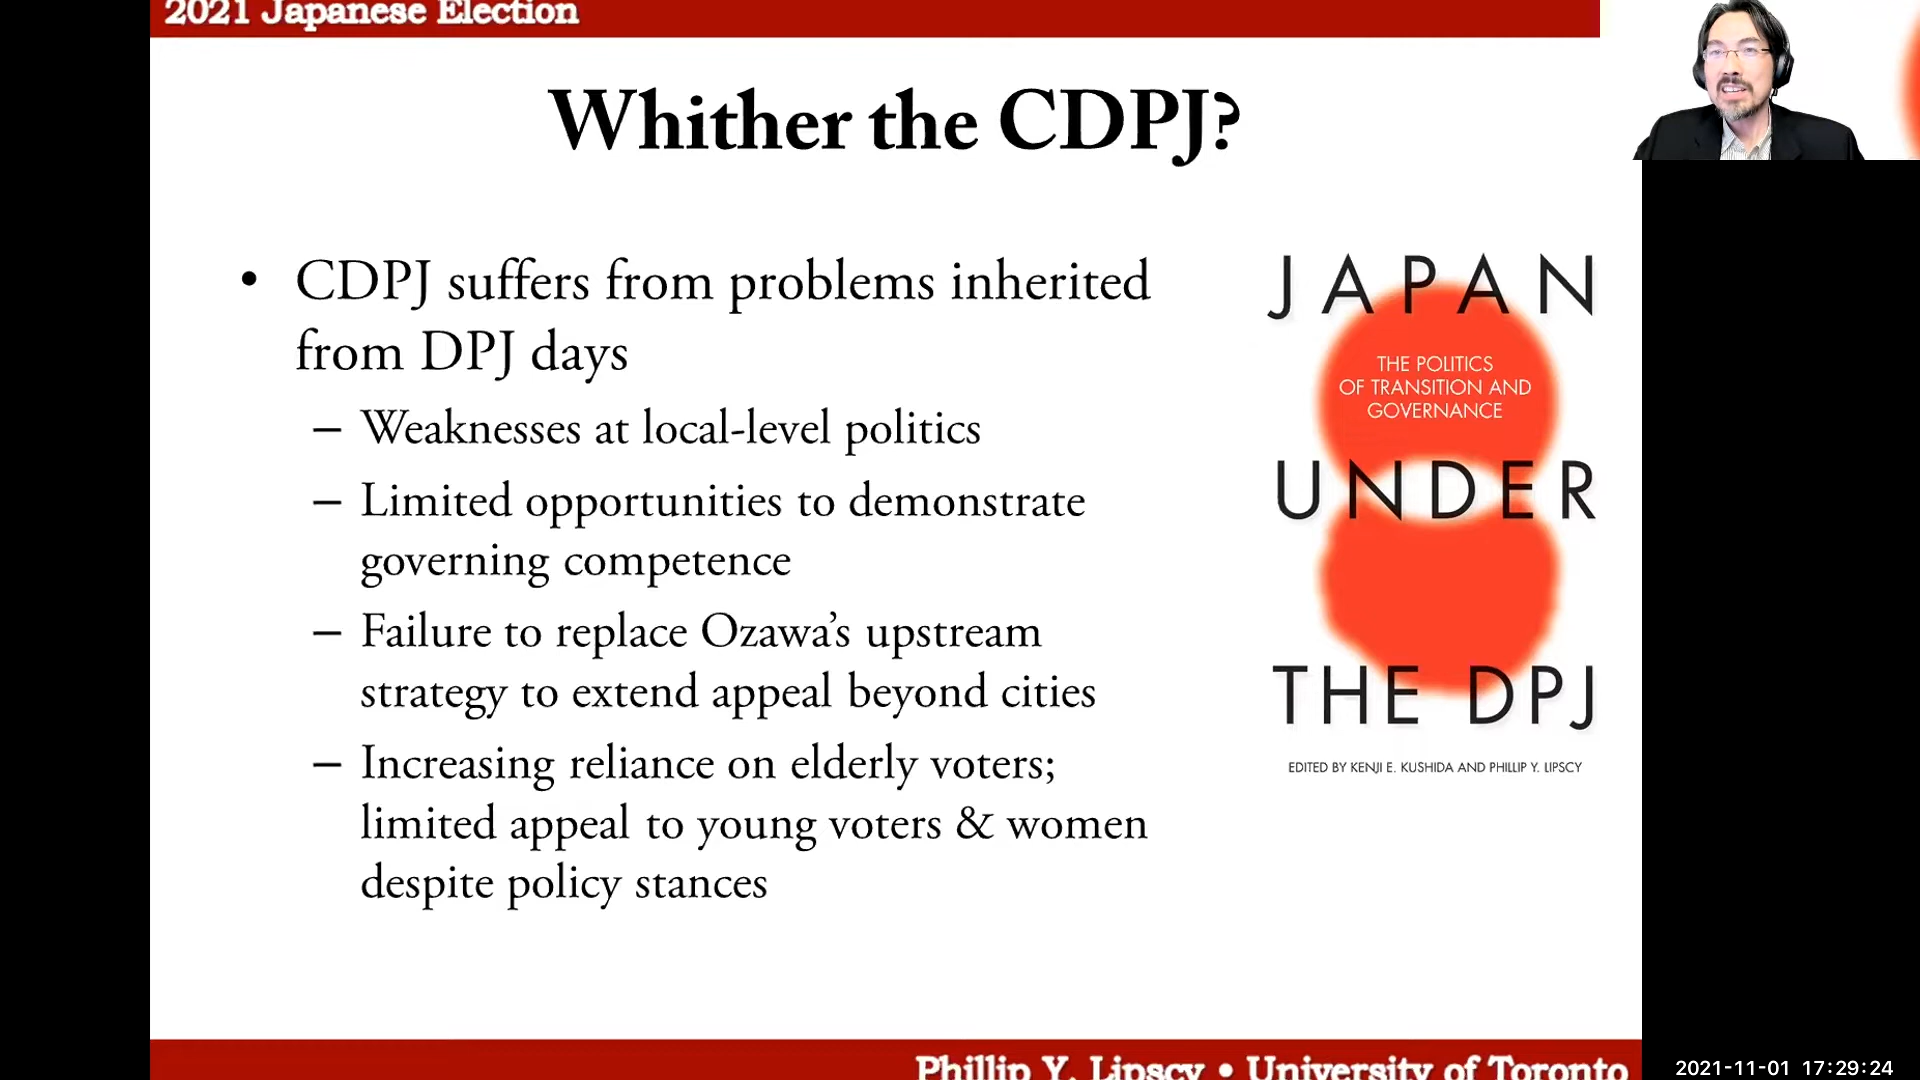 2021 Japanese Election
Whither the CDPJ?
• CDPJ suffers from problems inherited
from DPJ days
– Weaknesses at local-level politics
– Limited opportunities to demonstrate
governing competence
– Failure to replace Ozawa’s upstream
strategy to extend appeal beyond cities
– Increasing reliance on elderly voters;
limited appeal to young voters & women
despite policy stances
JAPAN
THE POLITICS
OF TRANSITION AND
GOVERNANCE
UNDER
THE DPJ
EDITED BY KENJI E. KUSHIDA AND PHILLIP Y. LIPSCY
Phillip Y. Lipscy • University of Toronto
2021-11-01 17:29:24